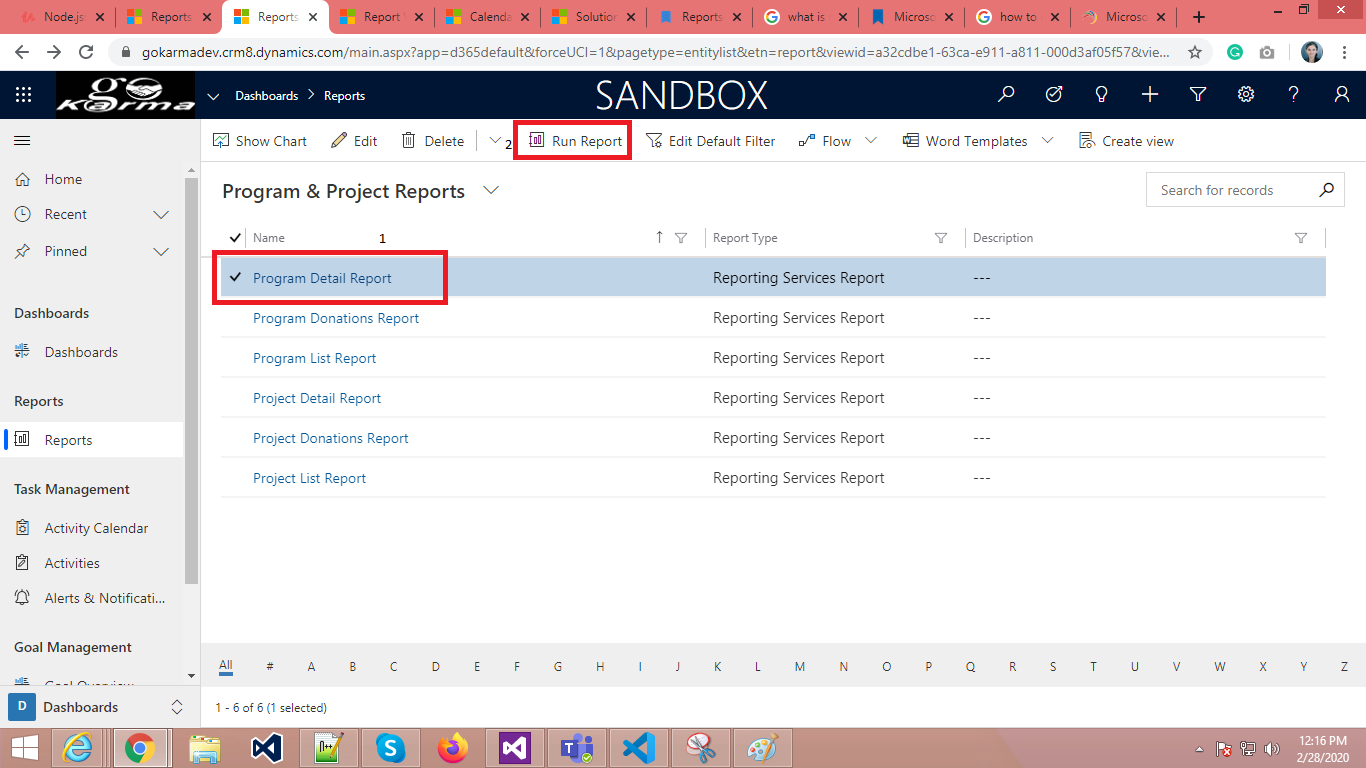 Node.js
Reports
Reports
Report
Calenda
Solution
Reports
what is
Microso
how to
Microso
gokarmadev.crm8.dynamics.com/main.aspx?app=d365default&forceUCI=1&pagetype=entitylist&etn=report&viewid=a32cdbe1-63ca-e911-a811-000d3af05f57&vie...
go karma
Dashboards > Reports
SANDBOX
Show Chart
Edit
Delete
2
Run Report
Edit Default Filter
Flow
Word Templates
Create view
Home
Recent
Pinned
Dashboards
Dashboards
Reports
Reports
Task Management
Activity Calendar
Activities
Alerts & Notificati...
Goal Management
Goal Overview
D Dashboards
Program & Project Reports
Search for records
Name 1 Report Type Description
Program Detail Report Reporting Services Report ---
Program Donations Report Reporting Services Report ---
Program List Report Reporting Services Report ---
Project Detail Report Reporting Services Report ---
Project Donations Report Reporting Services Report ---
Project List Report Reporting Services Report ---
All # A B C D E F G H I J K L M N O P Q R S T U V W X Y Z
1 - 6 of 6 (1 selected)
12:16 PM
2/28/2020